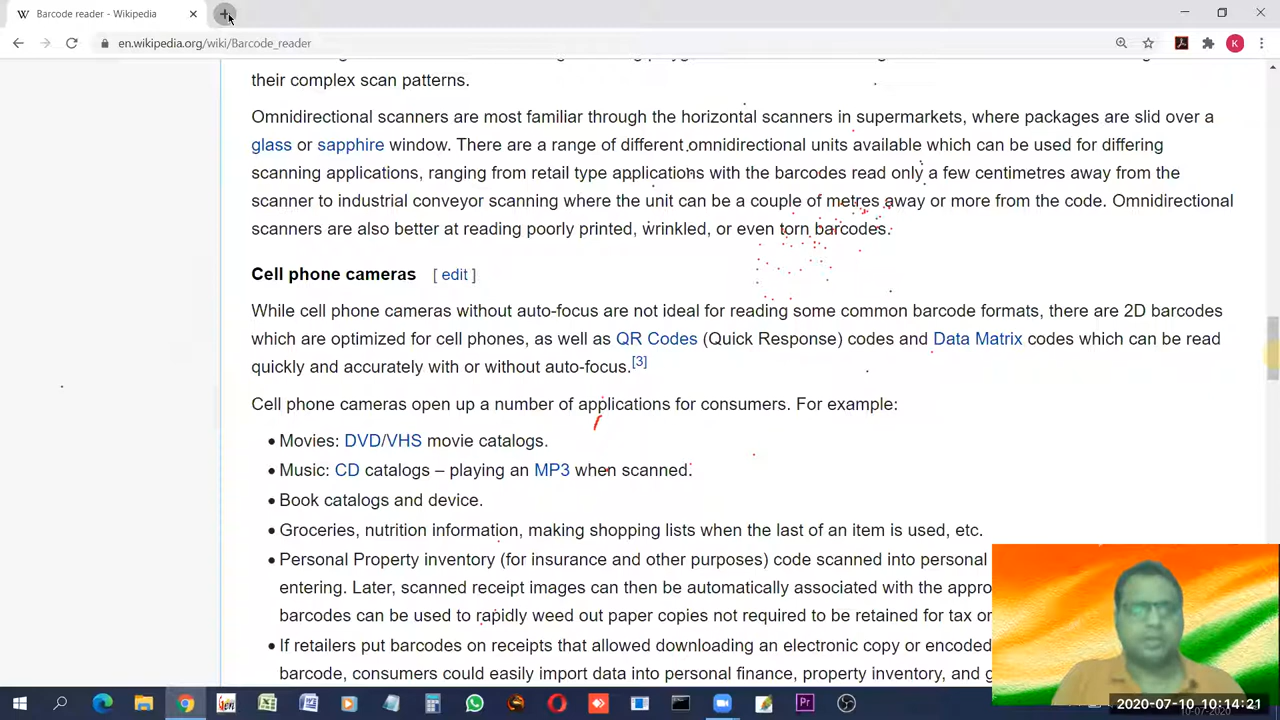 Barcode reader - Wikipedia
en.wikipedia.org/wiki/Barcode_reader
K
their complex scan patterns.
Omnidirectional scanners are most familiar through the horizontal scanners in supermarkets, where packages are slid over a
glass or sapphire window. There are a range of different omnidirectional units available which can be used for differing
scanning applications, ranging from retail type applications with the barcodes read only a few centimetres away from the
scanner to industrial conveyor scanning where the unit can be a couple of metres away or more from the code. Omnidirectional
scanners are also better at reading poorly printed, wrinkled, or even torn barcodes.
Cell phone cameras [ edit ]
While cell phone cameras without auto-focus are not ideal for reading some common barcode formats, there are 2D barcodes
which are optimized for cell phones, as well as QR Codes (Quick Response) codes and Data Matrix codes which can be read
quickly and accurately with or without auto-focus.[3]
Cell phone cameras open up a number of applications for consumers. For example:
• Movies: DVD/VHS movie catalogs.
• Music: CD catalogs – playing an MP3 when scanned.
• Book catalogs and device.
• Groceries, nutrition information, making shopping lists when the last of an item is used, etc.
• Personal Property inventory (for insurance and other purposes) code scanned into personal
entering. Later, scanned receipt images can then be automatically associated with the appro
barcodes can be used to rapidly weed out paper copies not required to be retained for tax or
• If retailers put barcodes on receipts that allowed downloading an electronic copy or encoded
barcode, consumers could easily import data into personal finance, property inventory, and g
2020-07-10 10:14:21
10-07-2020